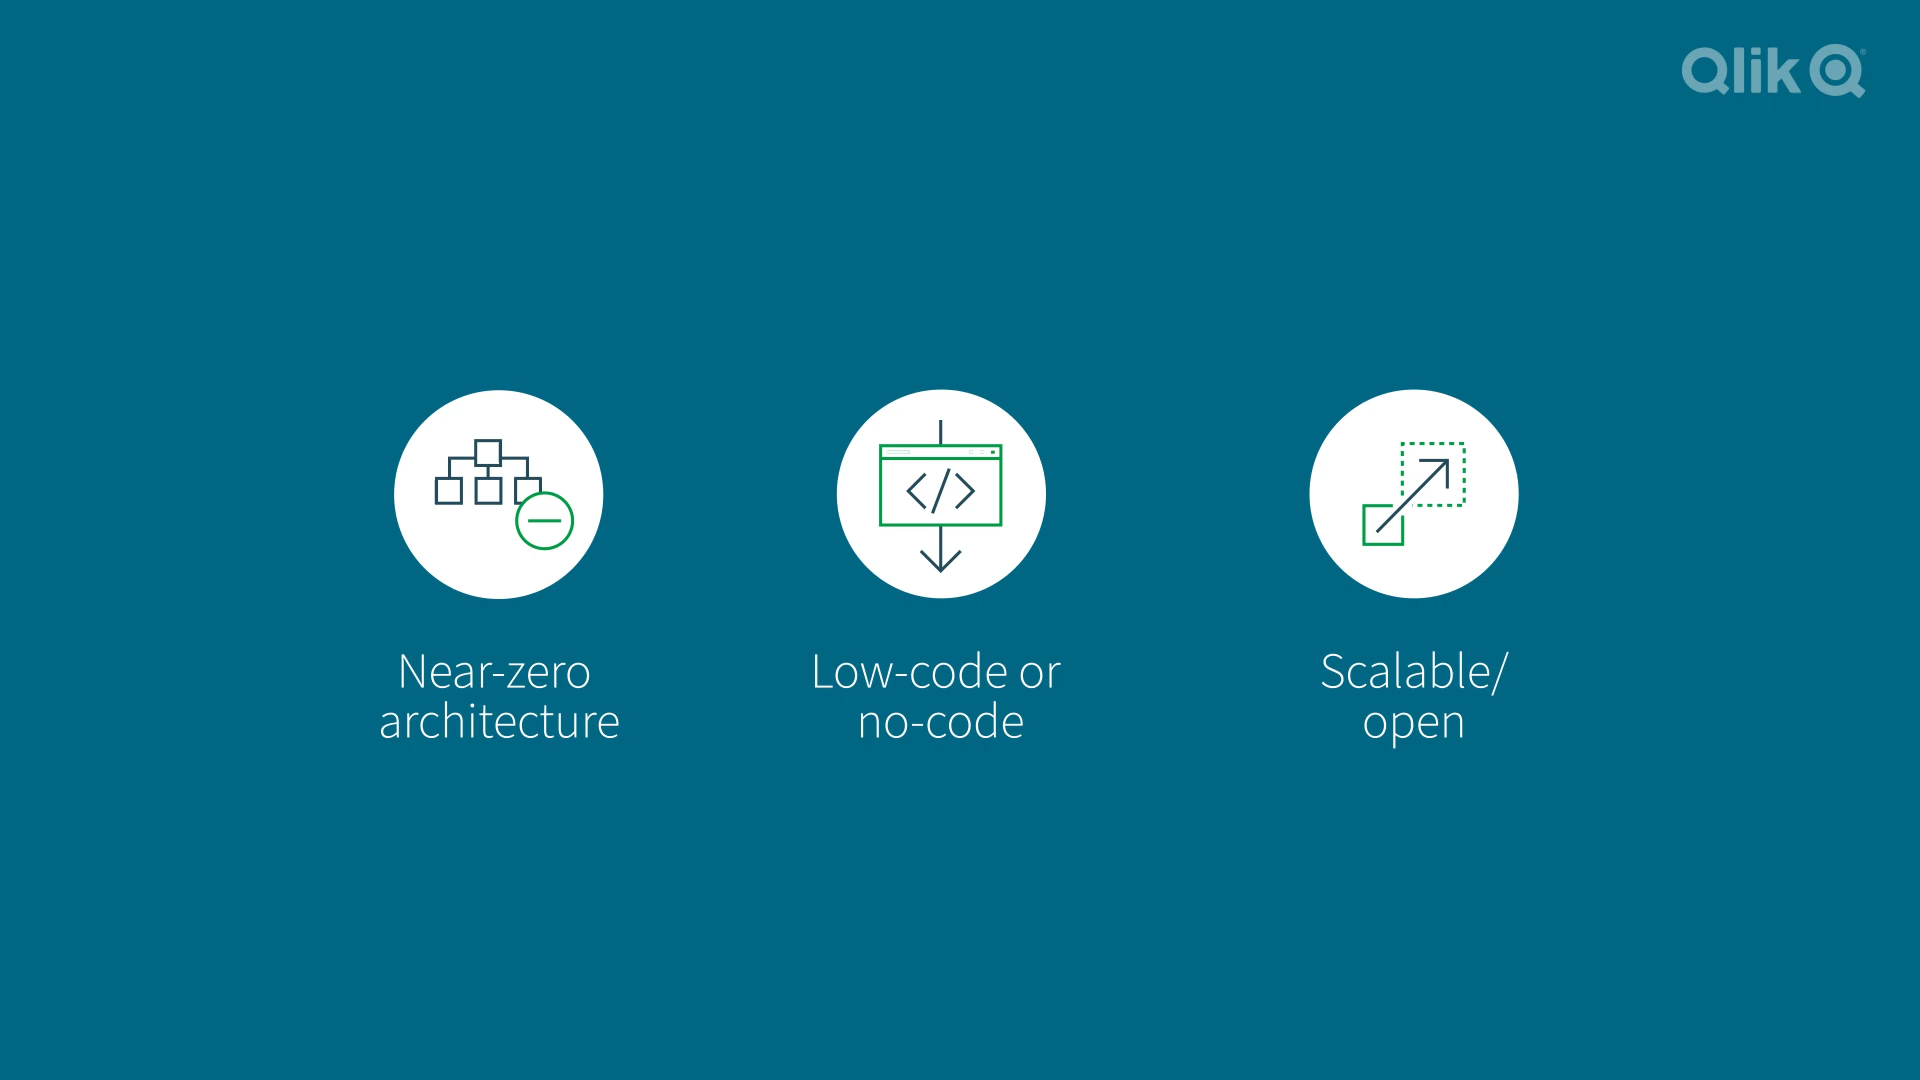 Qlik
Near-zero
architecture
Low-code or
no-code
Scalable/
open